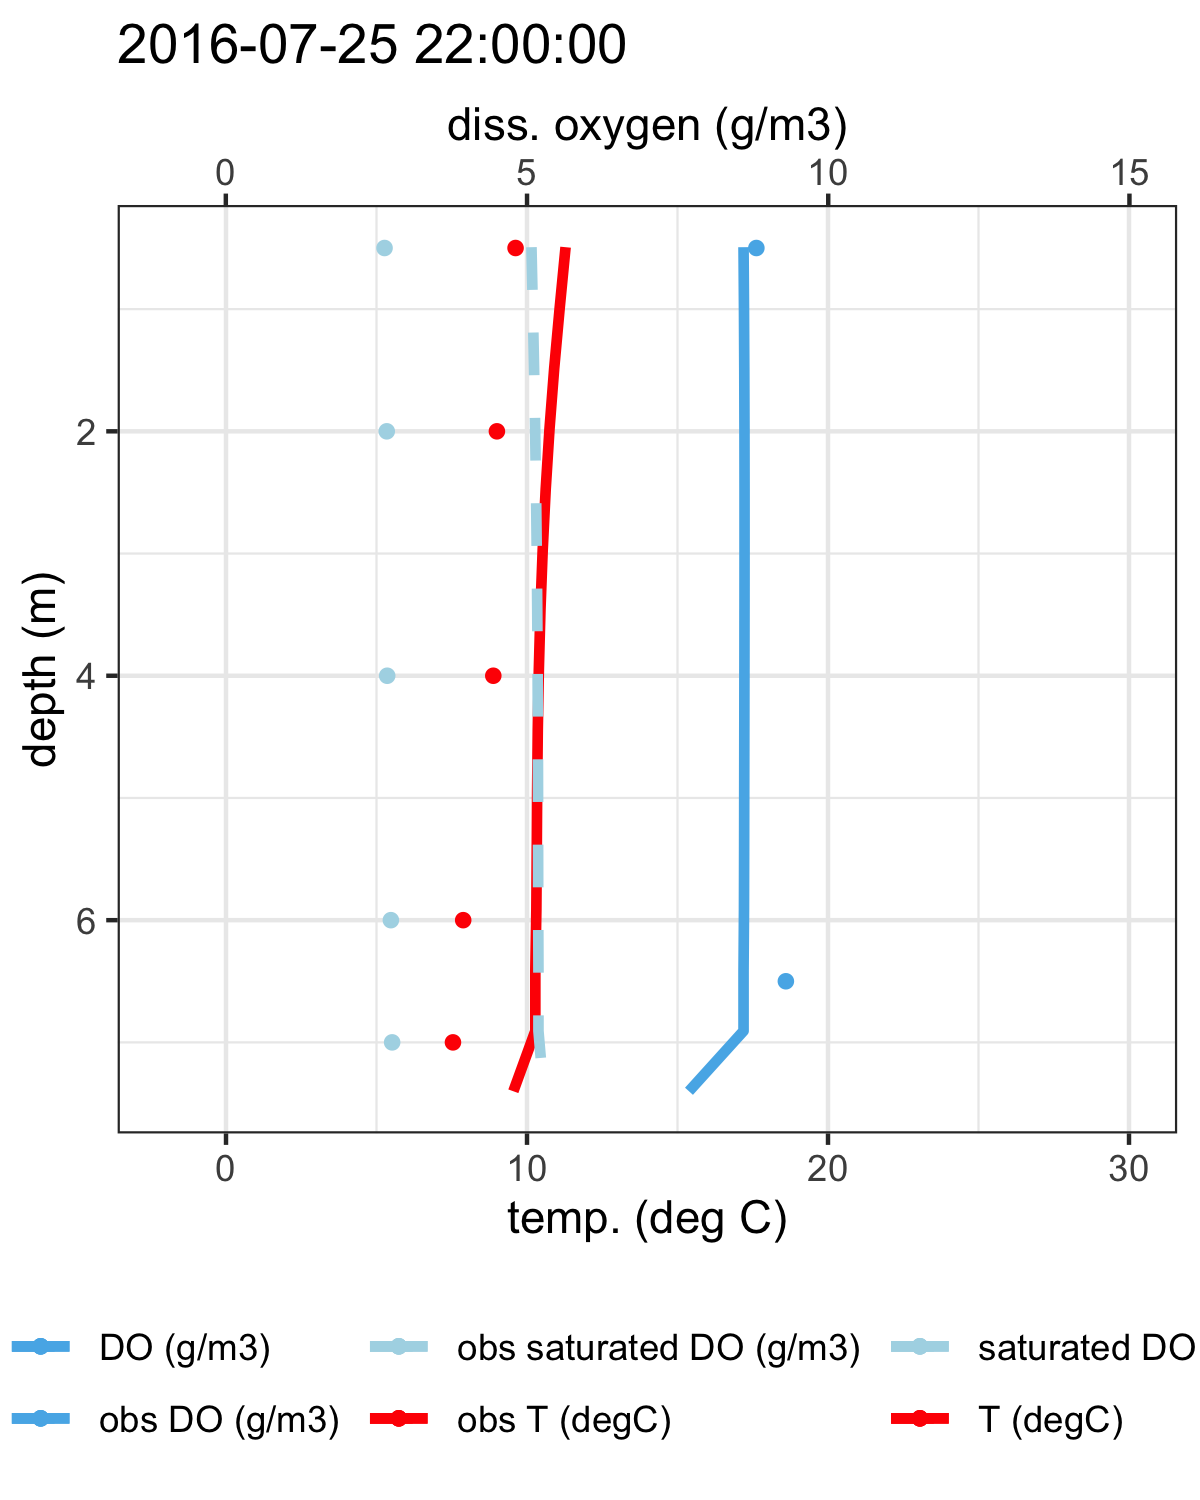 2016-07-25 22:00:00
diss. oxygen (g/m3)
0 5 10 15
depth (m)
2
4
6
0 10 20 30
temp. (deg C)
DO (g/m3) obs saturated DO (g/m3) saturated DO
obs DO (g/m3) obs T (degC) T (degC)